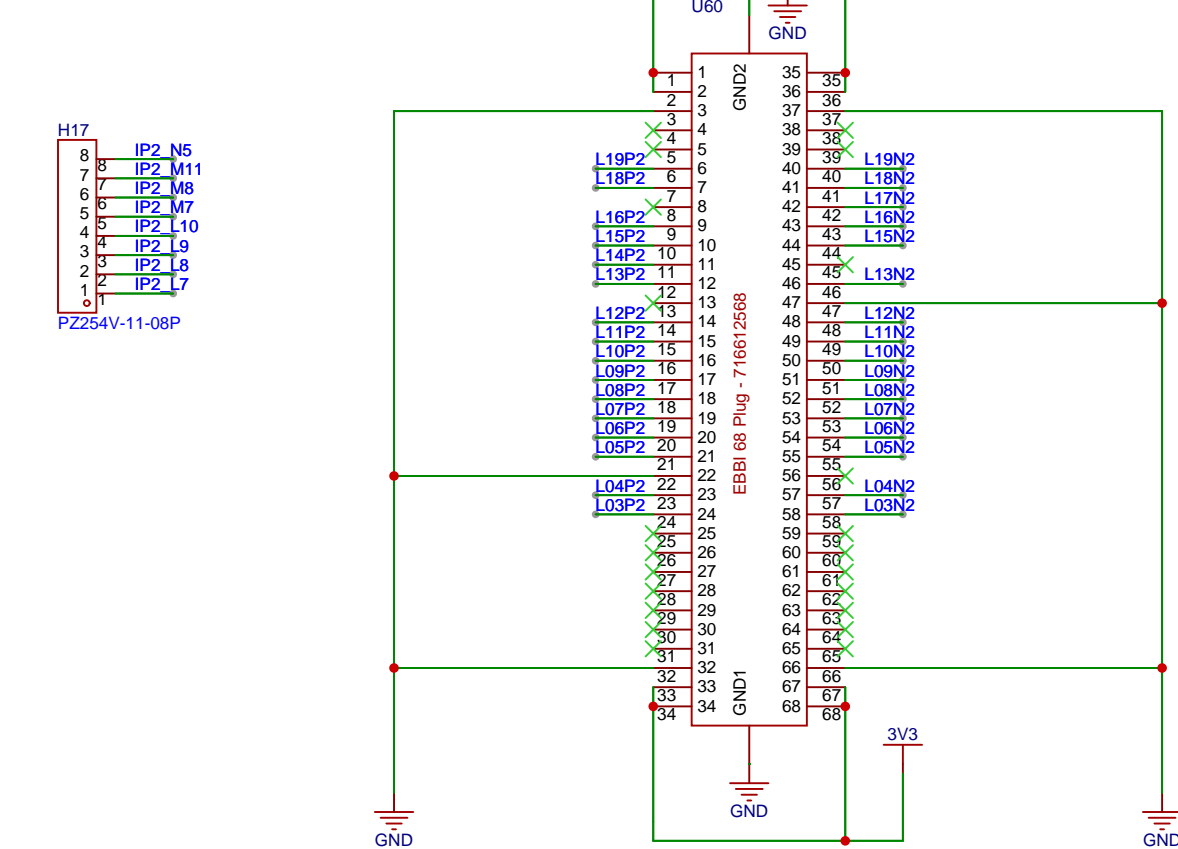 U60
GND
H17
8 8 IP2_N5
7 7 IP2_M11
6 6 IP2_M8
5 5 IP2_M7
4 4 IP2_L10
3 3 IP2_L9
2 2 IP2_L8
1 1 IP2_L7
PZ254V-11-08P
GND2
EBBI 68 Plug - 716612568
GND1
1 1 35 35
2 2 36 36
3 3 37 37
4 4 38 38
5 5 39 39
L19P2 6 6 40 40 L19N2
L18P2 7 7 41 41 L18N2
8 8 42 42 L17N2
L16P2 9 9 43 43 L16N2
L15P2 10 10 44 44 L15N2
L14P2 11 11 45 45
L13P2 12 12 46 46 L13N2
13 13 47 47
L12P2 14 14 48 48 L12N2
L11P2 15 15 49 49 L11N2
L10P2 16 16 50 50 L10N2
L09P2 17 17 51 51 L09N2
L08P2 18 18 52 52 L08N2
L07P2 19 19 53 53 L07N2
L06P2 20 20 54 54 L06N2
L05P2 21 21 55 55 L05N2
22 22 56 56
L04P2 23 23 57 57 L04N2
L03P2 24 24 58 58 L03N2
25 25 59 59
26 26 60 60
27 27 61 61
28 28 62 62
29 29 63 63
30 30 64 64
31 31 65 65
32 32 66 66
33 33 67 67
34 34 68 68
3V3
GND
GND
GND